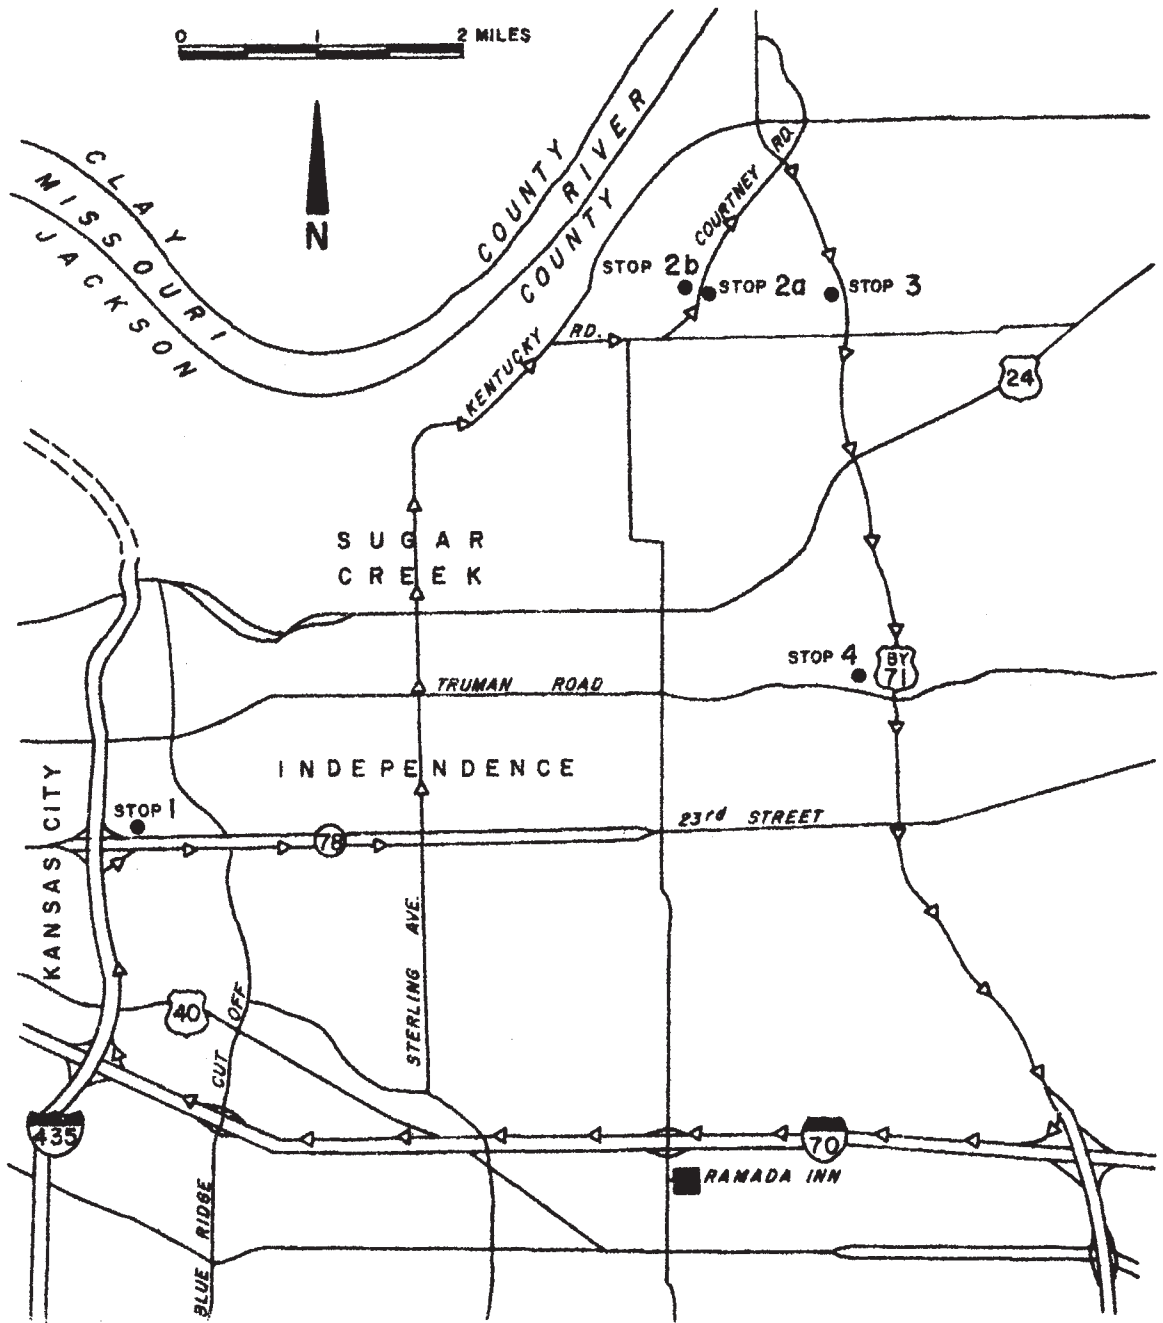 0 1 2 MILES
N
CLAY COUNTY
MISSOURI RIVER
JACKSON COUNTY
COURTNEY RD.
STOP 2b
STOP 2a
STOP 3
KENTUCKY RD.
24
SUGAR
CREEK
STOP 4
BY
71
TRUMAN ROAD
INDEPENDENCE
KANSAS CITY
STOP 1
78
23rd STREET
STERLING AVE.
40
BLUE RIDGE CUT OFF
435
70
RAMADA INN